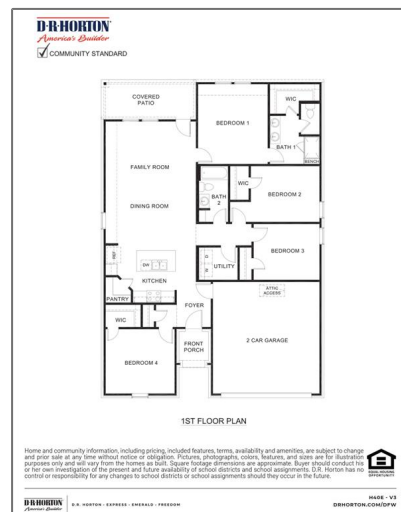 D·R·HORTON
America's Builder
COMMUNITY STANDARD
COVERED
PATIO
WIC
BEDROOM 1
BATH 1
BENCH
FAMILY ROOM
WIC
BEDROOM 2
BATH
2
DINING ROOM
BEDROOM 3
REF
DW
D
UTILITY
KITCHEN
ATTIC
ACCESS
PANTRY
FOYER
WIC
2 CAR GARAGE
FRONT
PORCH
BEDROOM 4
1ST FLOOR PLAN
Home and community information, including pricing, included features, terms, availability and amenities, are subject to change
and prior sale at any time without notice or obligation. Pictures, photographs, colors, features, and sizes are for illustration
purposes only and will vary from the homes as built. Square footage dimensions are approximate. Buyer should conduct his
or her own investigation of the present and future availability of school districts and school assignments. D.R. Horton has no
control or responsibility for any changes to school districts or school assignments should they occur in the future.
EQUAL HOUSING
OPPORTUNITY
D·R·HORTON
America's Builder
D.R. HORTON - EXPRESS - EMERALD - FREEDOM
H40E - V3
DRHORTON.COM/DFW